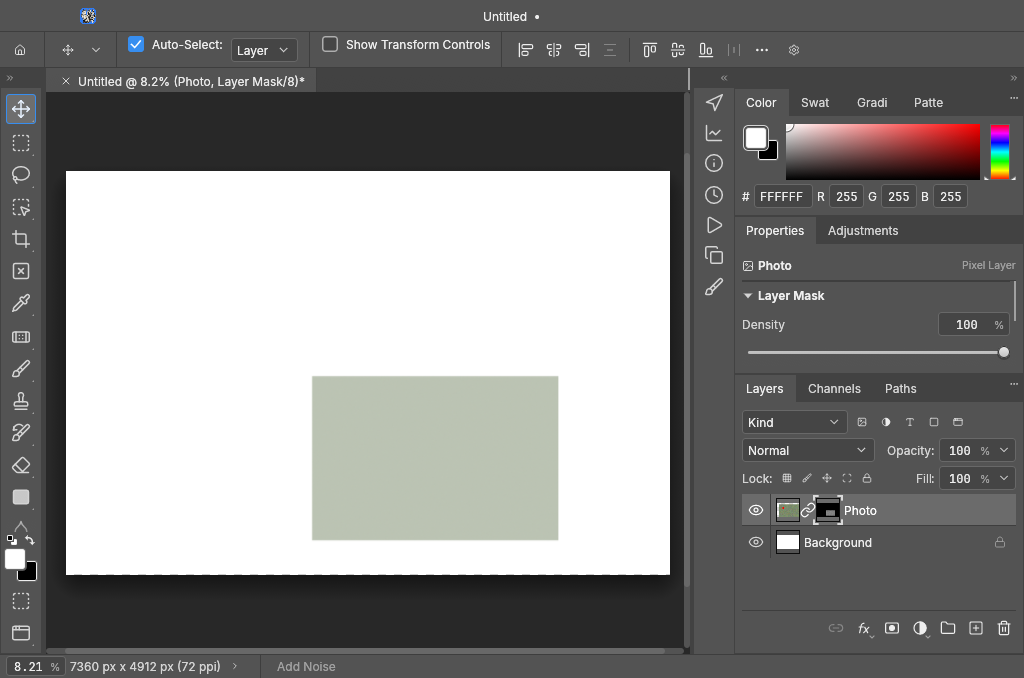 Untitled •
Auto-Select: Layer Show Transform Controls
Untitled @ 8.2% (Photo, Layer Mask/8)*
Color Swat Gradi Patte
# FFFFFF R 255 G 255 B 255
Properties Adjustments
Photo Pixel Layer
Layer Mask
Density 100 %
Layers Channels Paths
Kind
Normal Opacity: 100 %
Lock: Fill: 100 %
Photo
Background
fx
8.21 % 7360 px x 4912 px (72 ppi) Add Noise